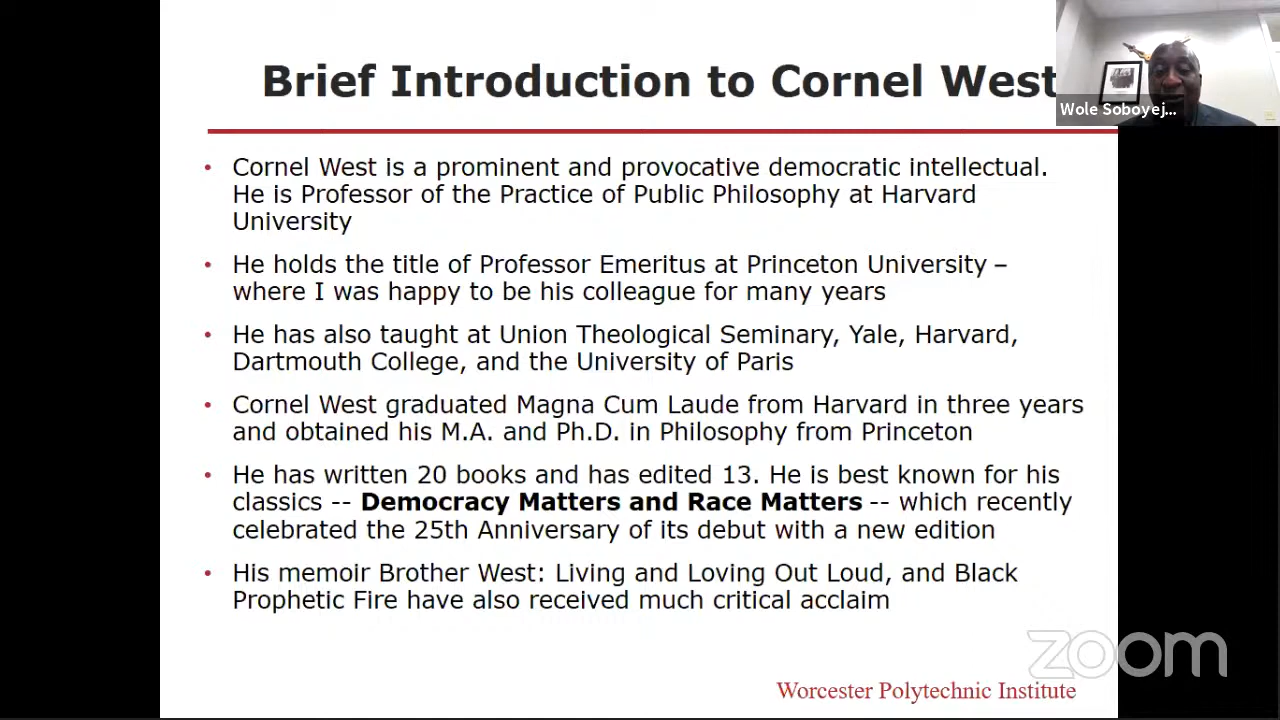 Brief Introduction to Cornel West
Wole Soboyej...
• Cornel West is a prominent and provocative democratic intellectual.
He is Professor of the Practice of Public Philosophy at Harvard
University
• He holds the title of Professor Emeritus at Princeton University –
where I was happy to be his colleague for many years
• He has also taught at Union Theological Seminary, Yale, Harvard,
Dartmouth College, and the University of Paris
• Cornel West graduated Magna Cum Laude from Harvard in three years
and obtained his M.A. and Ph.D. in Philosophy from Princeton
• He has written 20 books and has edited 13. He is best known for his
classics -- Democracy Matters and Race Matters -- which recently
celebrated the 25th Anniversary of its debut with a new edition
• His memoir Brother West: Living and Loving Out Loud, and Black
Prophetic Fire have also received much critical acclaim
zoom
Worcester Polytechnic Institute